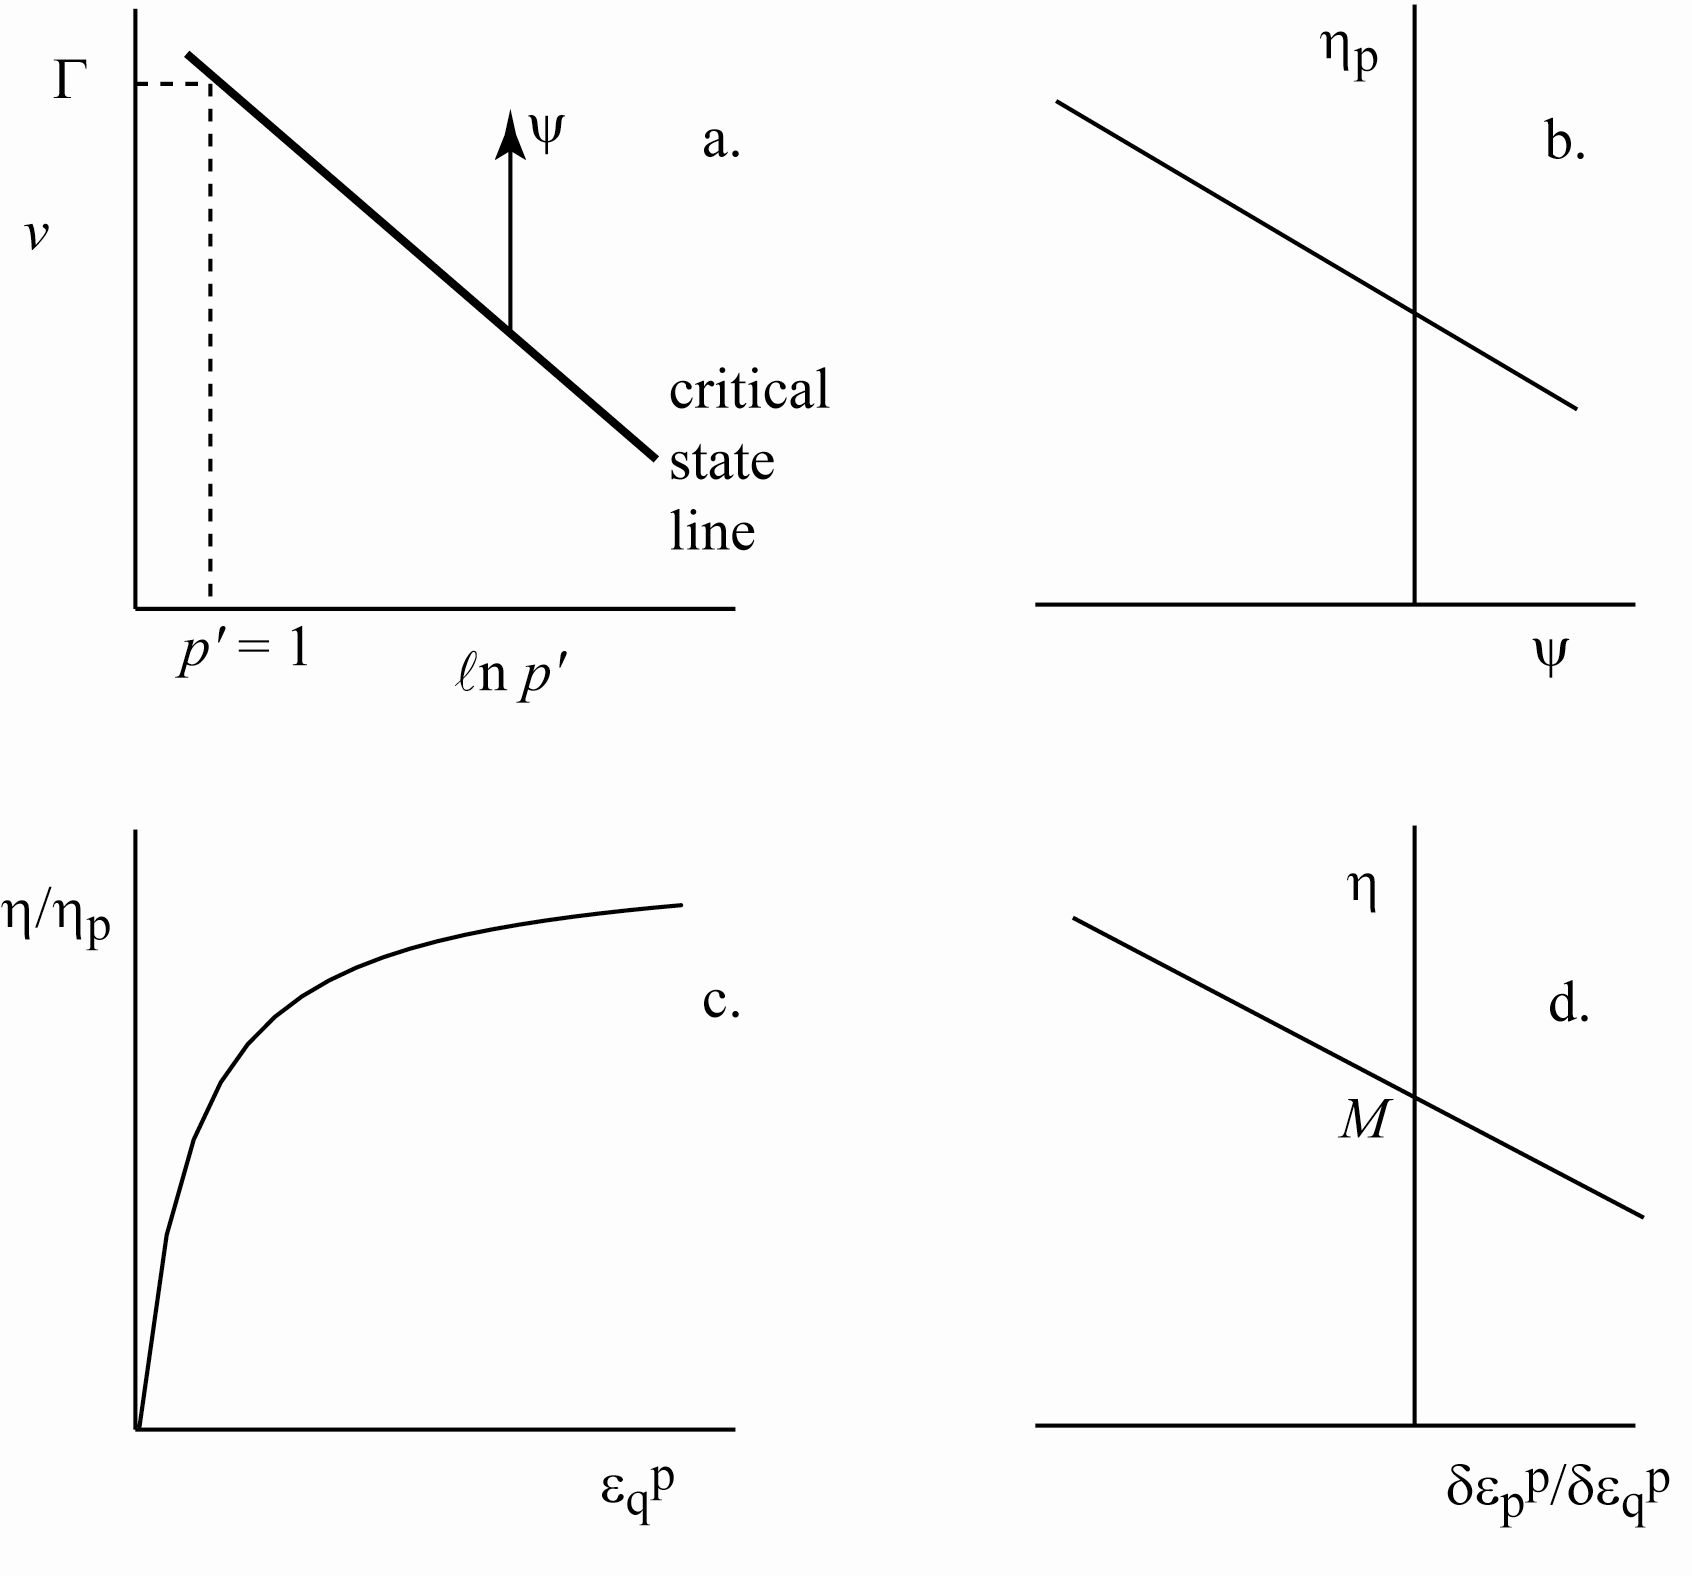 Γ
ψ
a.
v
critical
state
line
p′ = 1
ℓn p′
ηp
b.
ψ
η/ηp
c.
εqp
η
d.
M
δεpp/δεqp